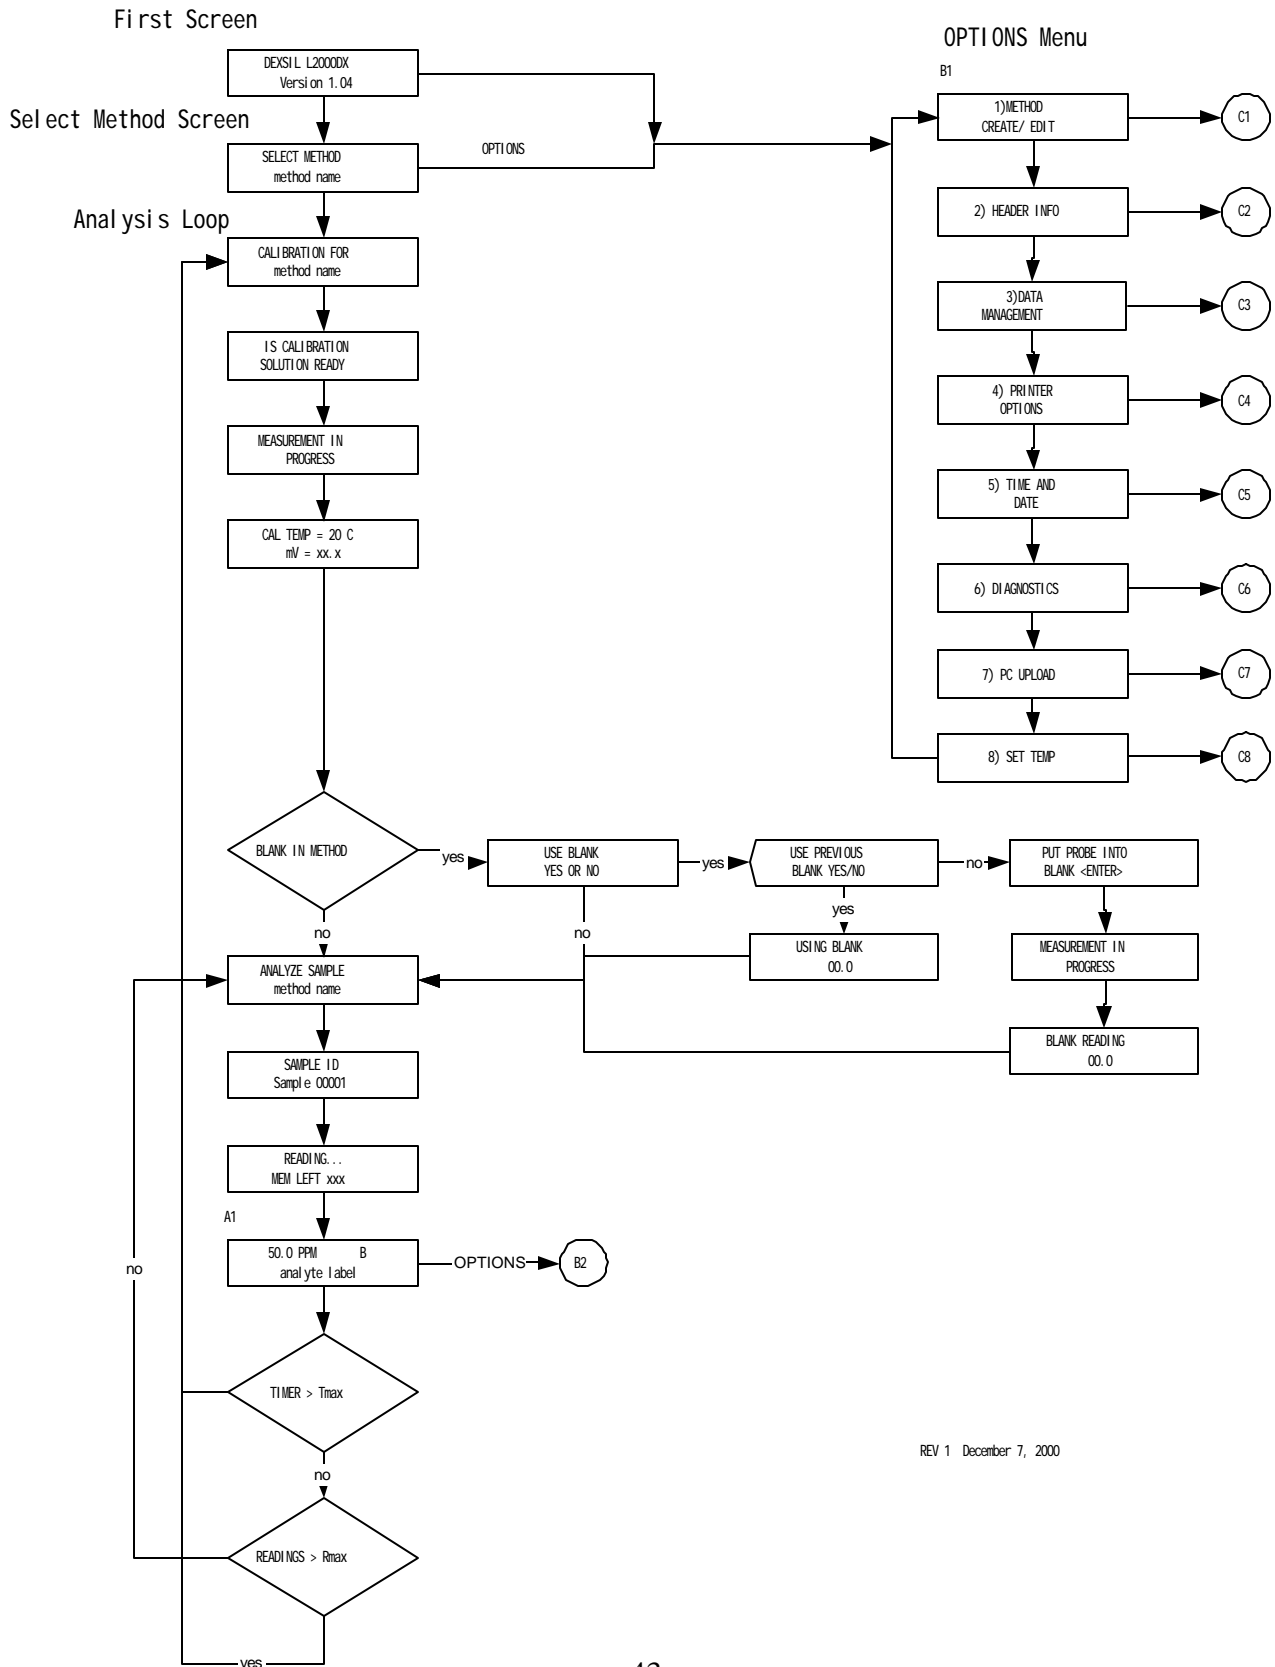 First Screen
DEXSIL L2000DX
Version 1.04
Select Method Screen
SELECT METHOD
method name
OPTIONS
Analysis Loop
CALIBRATION FOR
method name
IS CALIBRATION
SOLUTION READY
MEASUREMENT IN
PROGRESS
CAL TEMP = 20 C
mV = xx.x
BLANK IN METHOD
yes
USE BLANK
YES OR NO
yes
USE PREVIOUS
BLANK YES/NO
no
PUT PROBE INTO
BLANK <ENTER>
no
no
yes
USING BLANK
00.0
MEASUREMENT IN
PROGRESS
BLANK READING
00.0
ANALYZE SAMPLE
method name
SAMPLE ID
Sample 00001
READING...
MEM LEFT xxx
A1
50.0 PPM B
analyte label
OPTIONS
B2
no
TIMER > Tmax
no
READINGS > Rmax
yes
OPTIONS Menu
B1
1)METHOD
CREATE/ EDIT
C1
2) HEADER INFO
C2
3)DATA
MANAGEMENT
C3
4) PRINTER
OPTIONS
C4
5) TIME AND
DATE
C5
6) DIAGNOSTICS
C6
7) PC UPLOAD
C7
8) SET TEMP
C8
REV 1 December 7, 2000